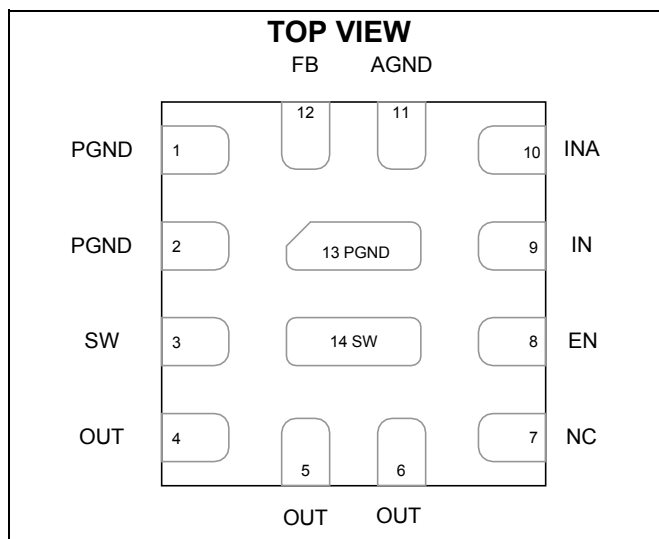 TOP VIEW
FB AGND
12 11
PGND 1 10 INA
PGND 2 13 PGND 9 IN
SW 3 14 SW 8 EN
OUT 4 7 NC
5 6
OUT OUT